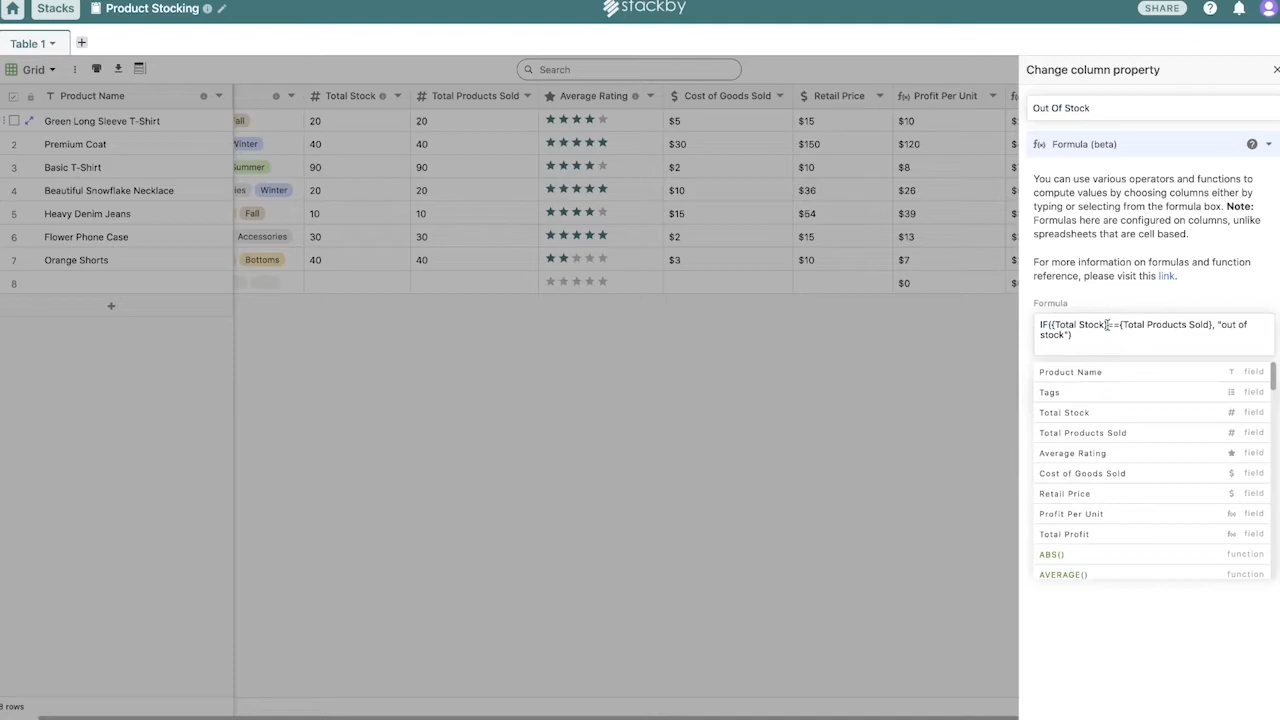 Stacks
Product Stocking
stackby
SHARE
Table 1
Grid
Search
Product Name
Total Stock
Total Products Sold
Average Rating
Cost of Goods Sold
Retail Price
Profit Per Unit
Green Long Sleeve T-Shirt 20 20 $5 $15 $10
2 Premium Coat Winter 40 40 $30 $150 $120
3 Basic T-Shirt Summer 90 90 $2 $10 $8
4 Beautiful Snowflake Necklace Winter 20 20 $10 $36 $26
5 Heavy Denim Jeans Fall 10 10 $15 $54 $39
6 Flower Phone Case Accessories 30 30 $2 $15 $13
7 Orange Shorts Bottoms 40 40 $3 $10 $7
8 $0
8 rows
Change column property
Out Of Stock
Formula (beta)
You can use various operators and functions to
compute values by choosing columns either by
typing or selecting from the formula box. Note:
Formulas here are configured on columns, unlike
spreadsheets that are cell based.
For more information on formulas and function
reference, please visit this link.
Formula
IF({Total Stock}=={Total Products Sold}, "out of
stock")
Product Name field
Tags field
Total Stock field
Total Products Sold field
Average Rating field
Cost of Goods Sold field
Retail Price field
Profit Per Unit field
Total Profit field
ABS() function
AVERAGE() function